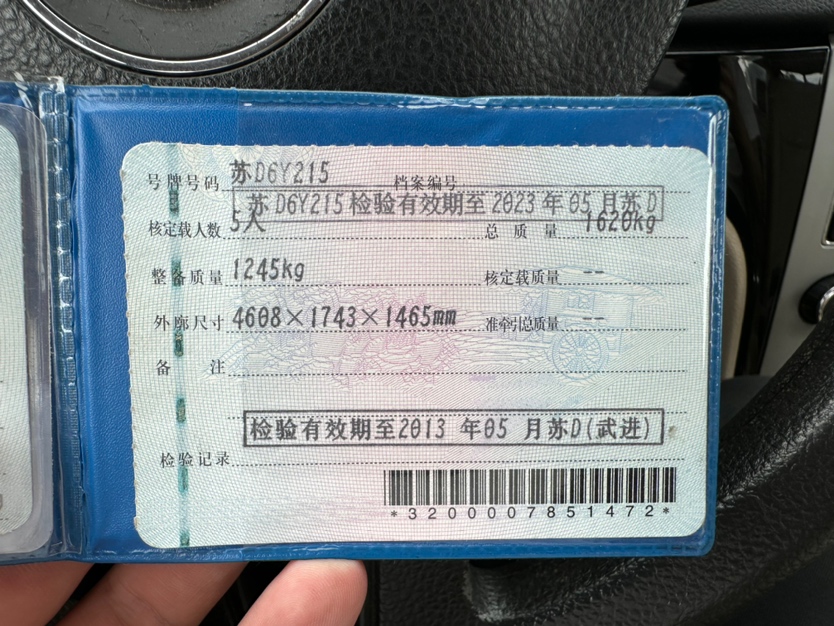 号牌号码 苏D6Y215 档案编号
苏D6Y215检验有效期至2023年05月苏D
核定载人数 5人 总质量 1620kg
整备质量 1245kg 核定载质量 --
外廓尺寸 4608×1743×1465mm 准牵引总质量 --
备注
检验有效期至2013年05月苏D(武进)
检验记录
*3200007851472*